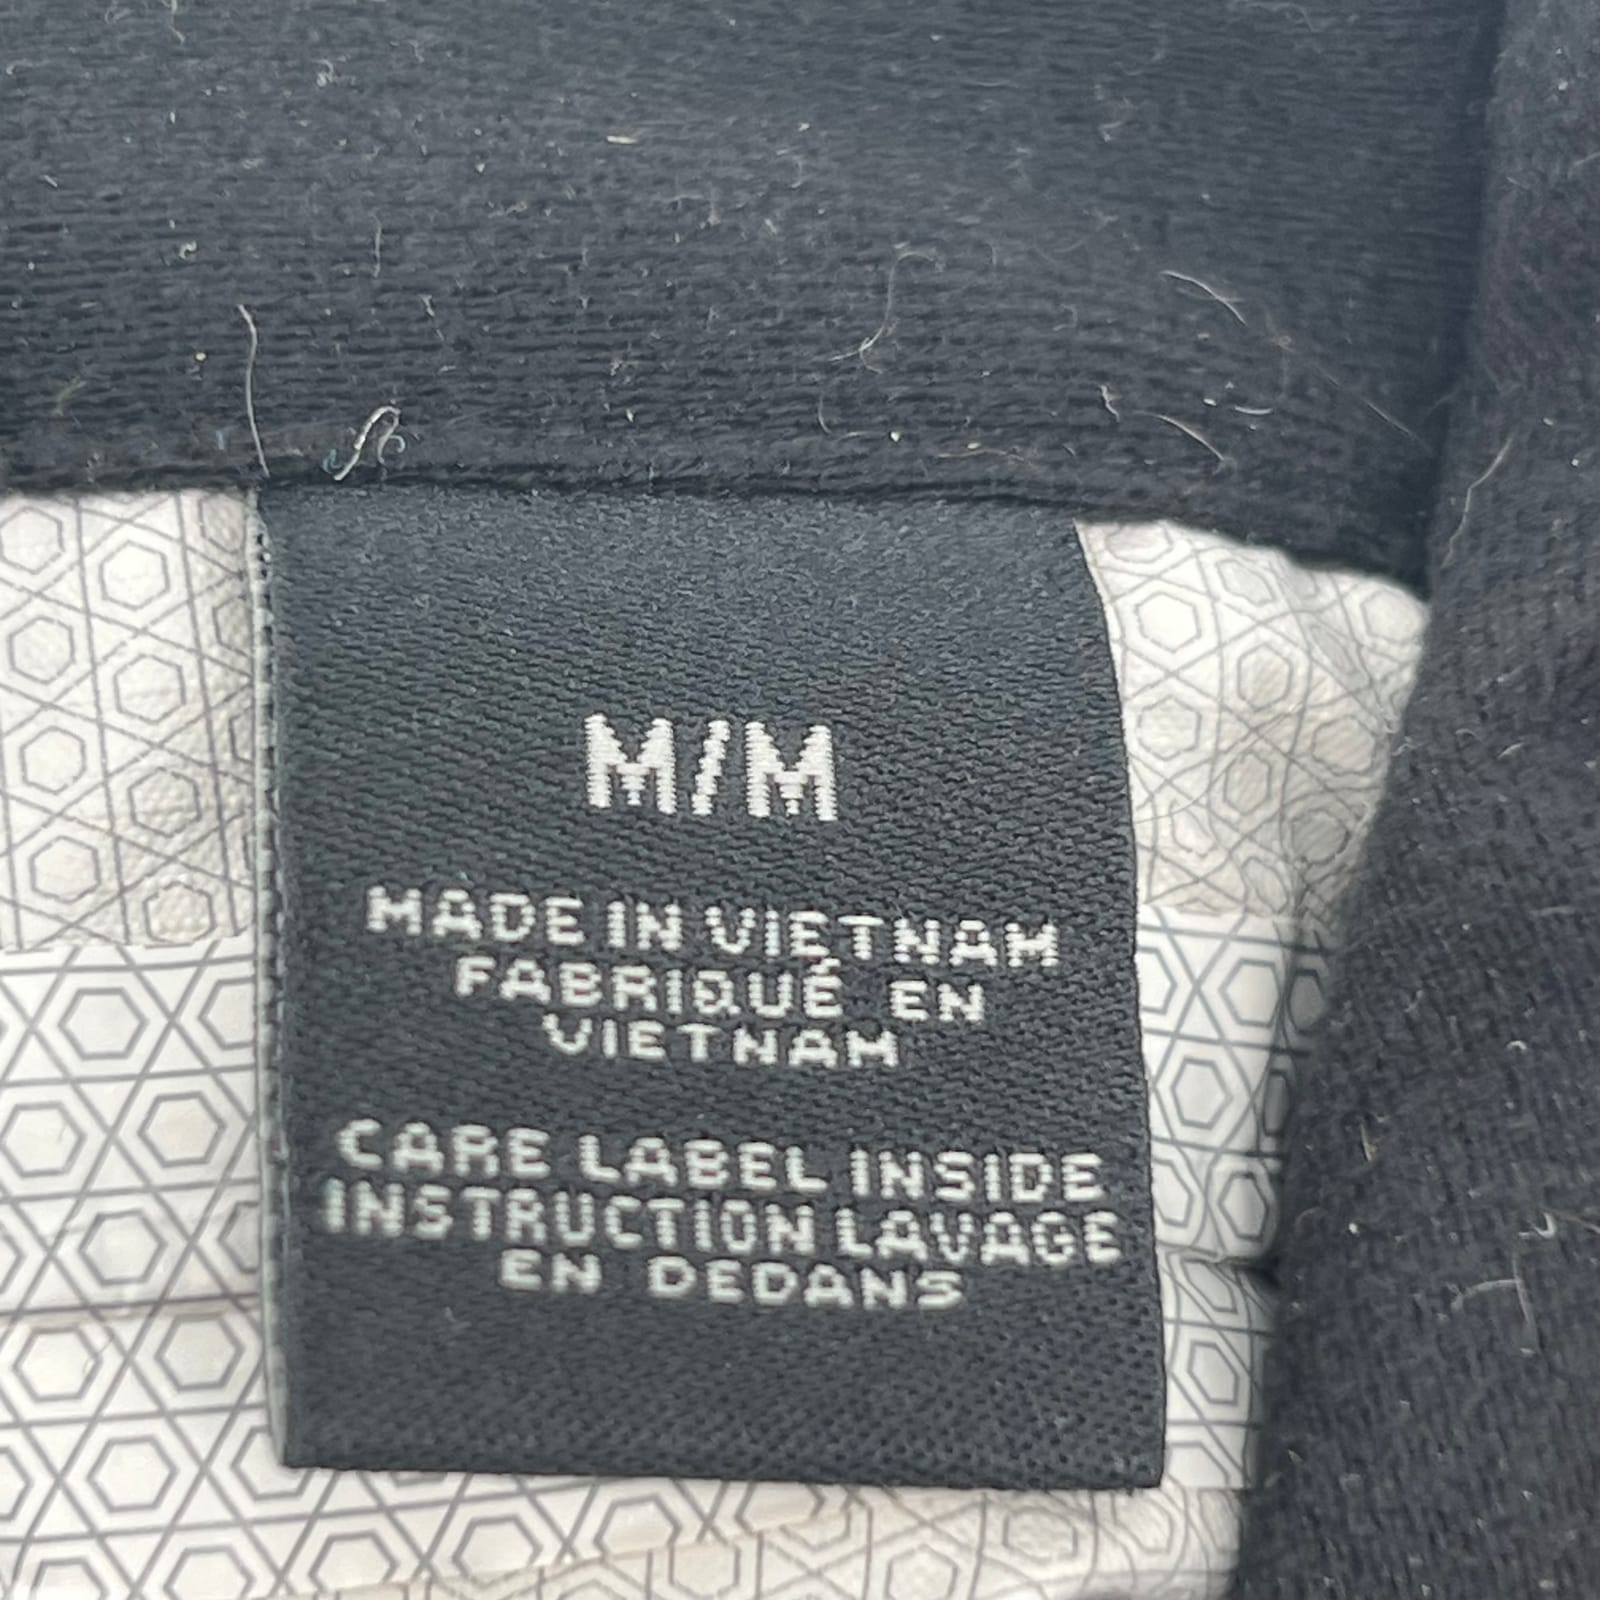 M/M
MADE IN VIETNAM
FABRIQUÉ EN
VIETNAM
CARE LABEL INSIDE
INSTRUCTION LAVAGE
EN DEDANS